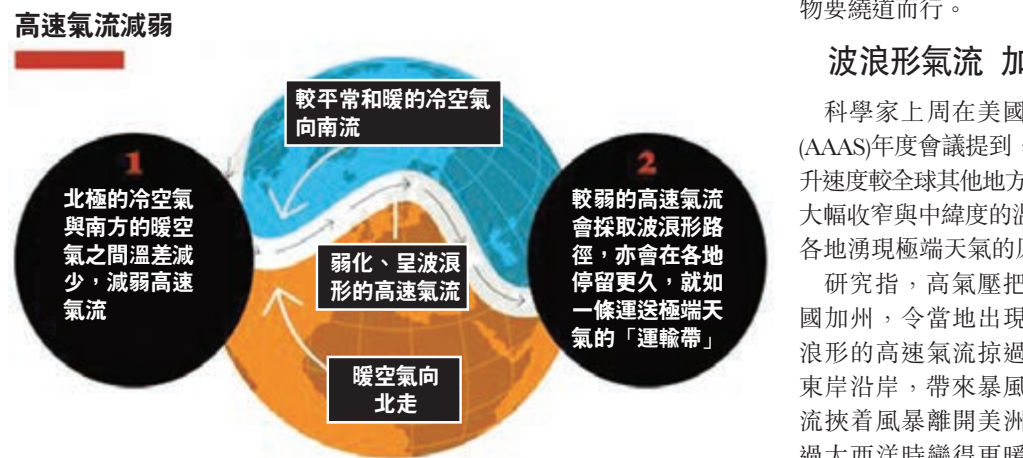 高速氣流減弱
較平常和暖的冷空氣
向南流
1
北極的冷空氣
與南方的暖空
氣之間溫差減
少，減弱高速
氣流
弱化、呈波浪
形的高速氣流
暖空氣向
北走
2
較弱的高速氣流
會採取波浪形路
徑，亦會在各地
停留更久，就如
一條運送極端天
氣的「運輸帶」
物要繞道而行。
波浪形氣流 加
科學家上周在美國
(AAAS)年度會議提到，
升速度較全球其他地方
大幅收窄與中緯度的溫
各地湧現極端天氣的
研究指，高氣壓把
國加州，令當地出現
浪形的高速氣流掠過
東岸沿岸，帶來暴風
流挾着風暴離開美洲
過大西洋時變得更暖